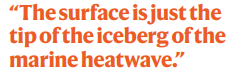 “The surface is just the
tip of the iceberg of the
marine heatwave.”